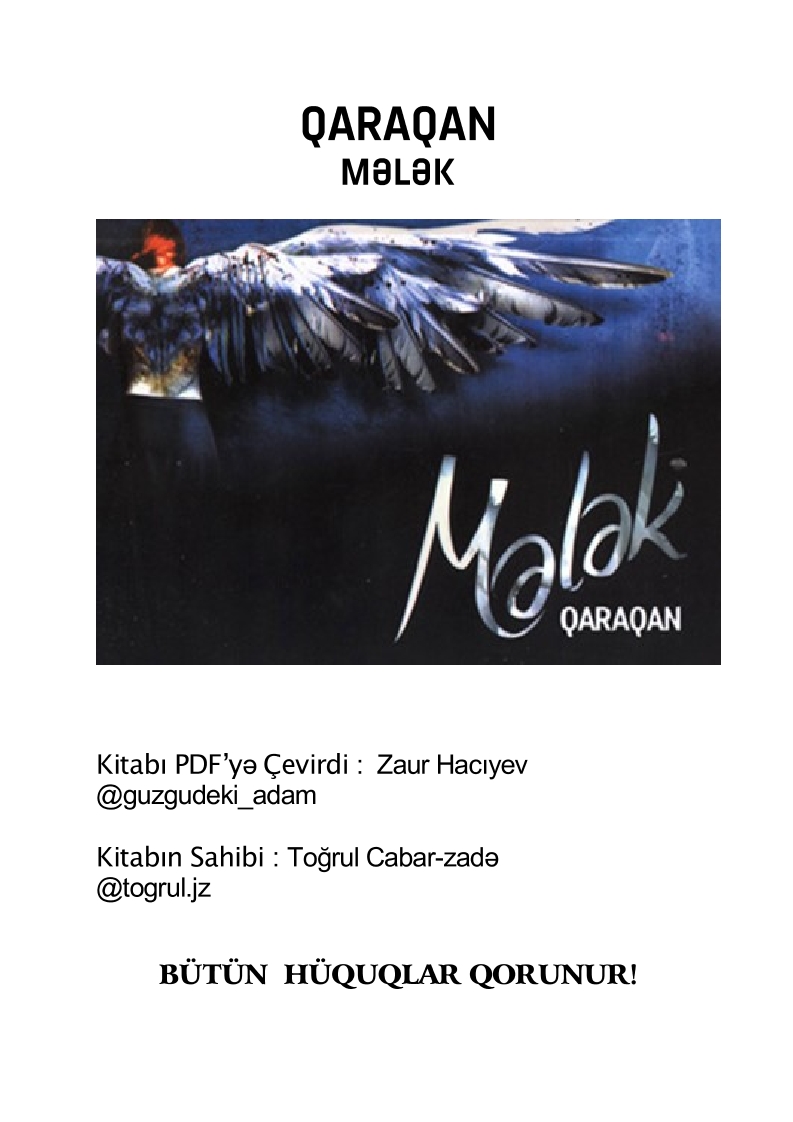 QARAQAN
MƏLƏK
Mələk
QARAQAN
Kitabı PDF’yə Çevirdi : Zaur Hacıyev
@guzgudeki_adam
Kitabın Sahibi : Toğrul Cabar-zadə
@togrul.jz
BÜTÜN HÜQUQLAR QORUNUR!